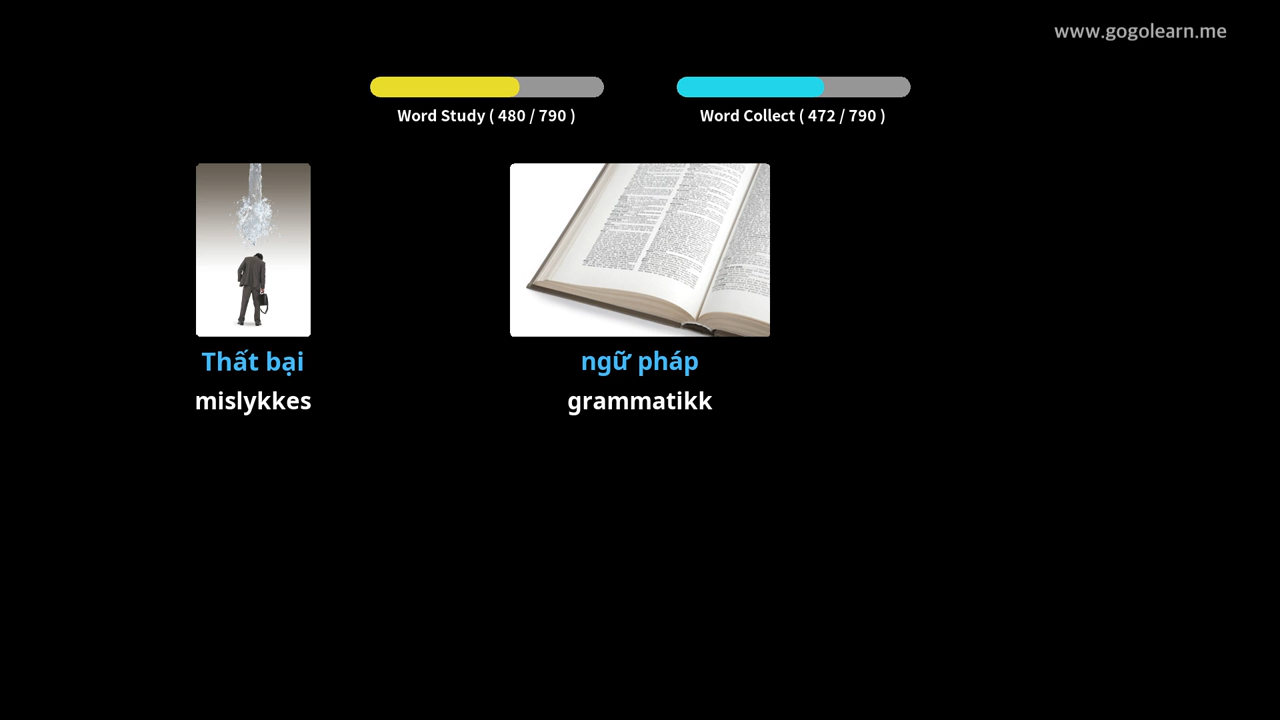 www.gogolearn.me
Word Study ( 480 / 790 )
Word Collect ( 472 / 790 )
Thất bại
mislykkes
ngữ pháp
grammatikk